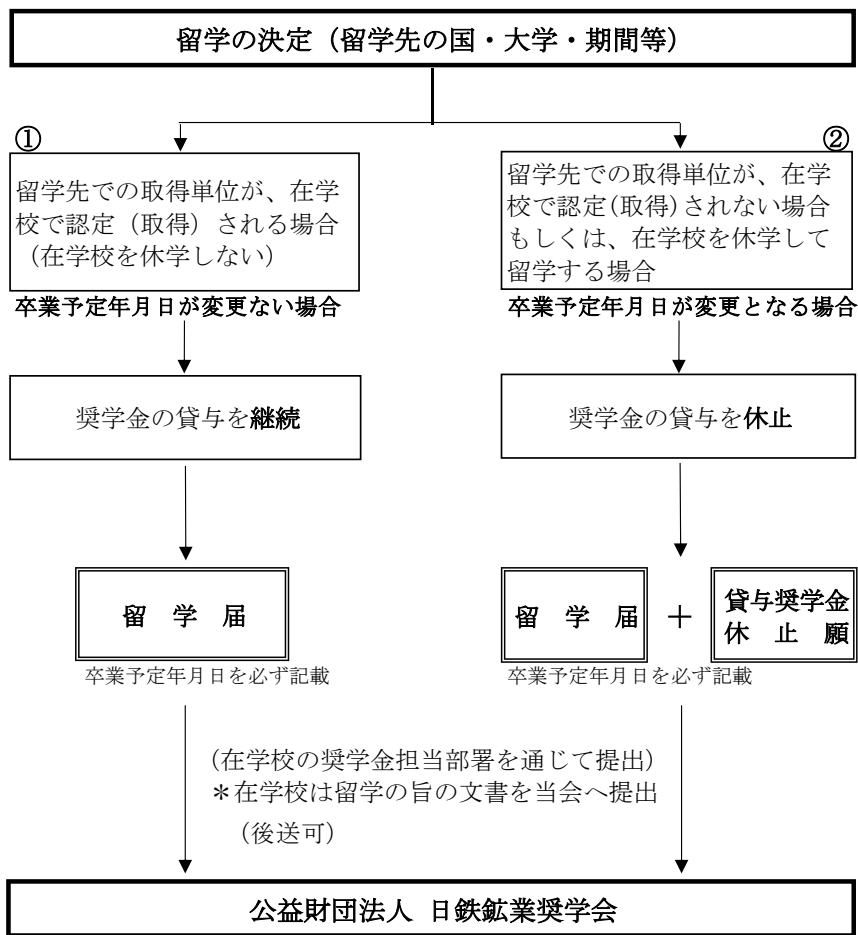 留学の決定（留学先の国・大学・期間等）
①
留学先での取得単位が、在学
校で認定（取得）される場合
（在学校を休学しない）
卒業予定年月日が変更ない場合
奨学金の貸与を継続
留　学　届
卒業予定年月日を必ず記載
②
留学先での取得単位が、在学
校で認定(取得)されない場合
もしくは、在学校を休学して
留学する場合
卒業予定年月日が変更となる場合
奨学金の貸与を休止
留　学　届
＋
貸与奨学金
休　止　願
卒業予定年月日を必ず記載
(在学校の奨学金担当部署を通じて提出)
＊在学校は留学の旨の文書を当会へ提出
（後送可）
公益財団法人 日鉄鉱業奨学会